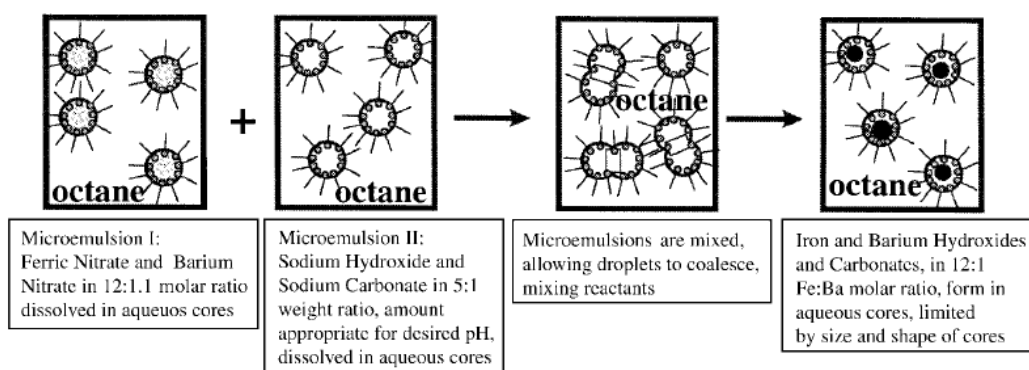 octane
+
octane
octane
octane
Microemulsion I:
Ferric Nitrate and Barium
Nitrate in 12:1.1 molar ratio
dissolved in aqueuos cores
Microemulsion II:
Sodium Hydroxide and
Sodium Carbonate in 5:1
weight ratio, amount
appropriate for desired pH,
dissolved in aqueous cores
Microemulsions are mixed,
allowing droplets to coalesce,
mixing reactants
Iron and Barium Hydroxides
and Carbonates, in 12:1
Fe:Ba molar ratio, form in
aqueous cores, limited
by size and shape of cores